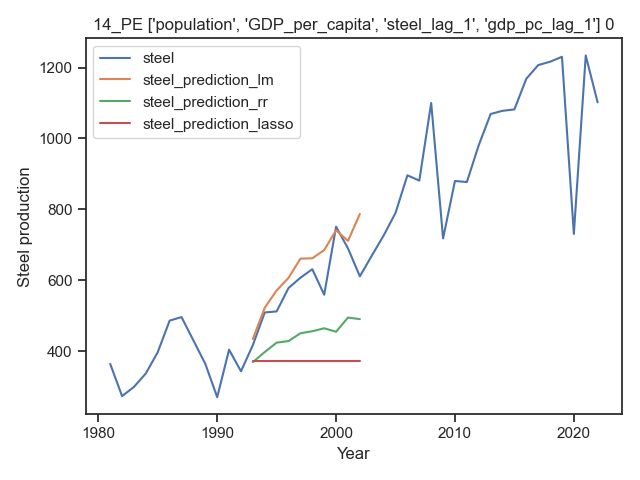 14_PE ['population', 'GDP_per_capita', 'steel_lag_1', 'gdp_pc_lag_1'] 0
steel
steel_prediction_lm
steel_prediction_rr
steel_prediction_lasso
Steel production
1200
1000
800
600
400
1980
1990
2000
2010
2020
Year